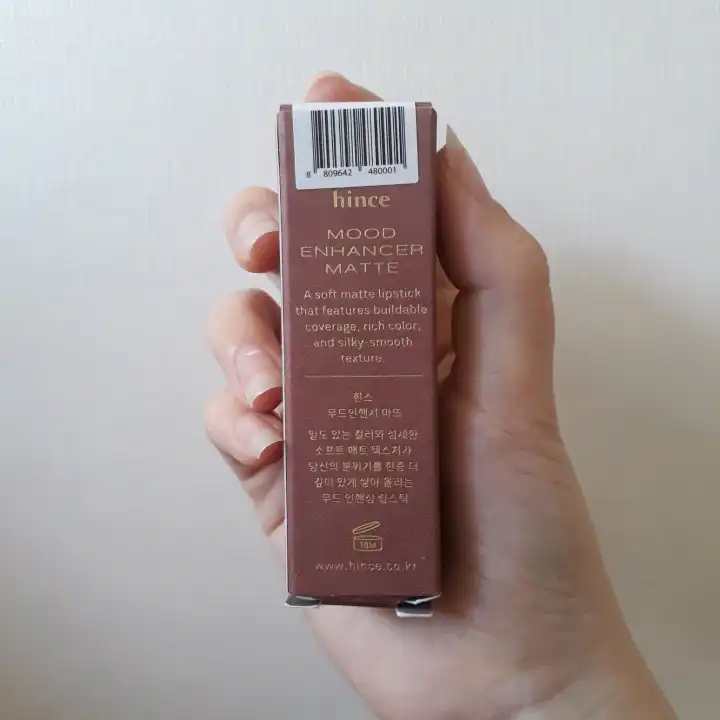 8 809642 480001
hince
MOOD
ENHANCER
MATTE
A soft matte lipstick
that features buildable
coverage, rich color,
and silky-smooth
texture.
힌스
무드인핸서 마뜨
밀도 있는 컬러와 섬세한
소프트 매트 텍스처가
당신의 분위기를 한층 더
깊이 있게 쌓아 올리는
무드 인핸싱 립스틱
18M
www.hince.co.kr